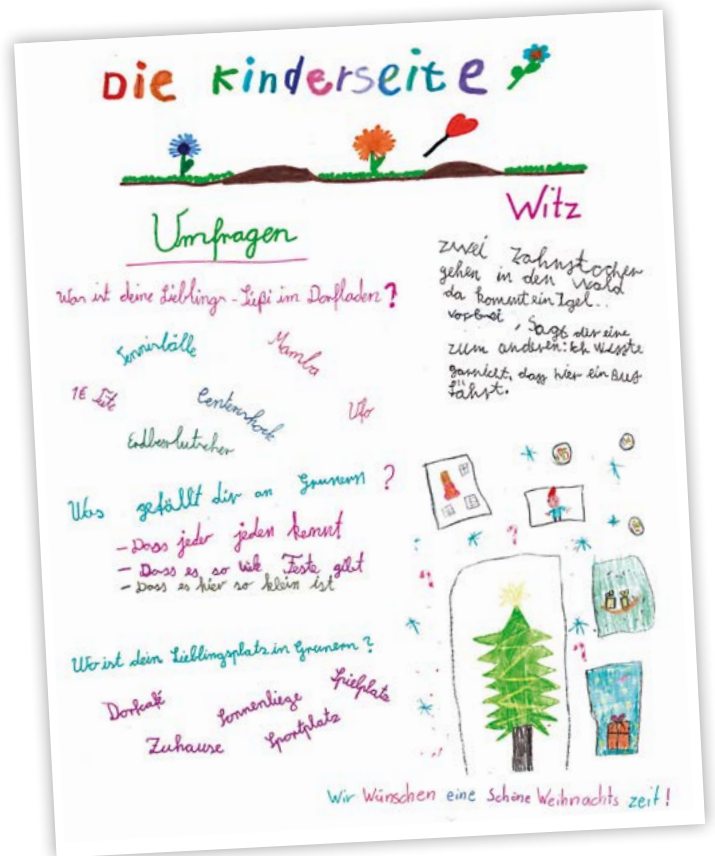 Die Kinderseite
Umfragen
Was ist deine Lieblings-Süßi im Dorfladen?
Tennisbälle
Mamba
1€ Tüte
Centershock
Ufo
Erdbeerlutscher
Was gefällt dir an Grunern?
- Dass jeder jeden kennt
- Dass es so viele Feste gibt
- Dass es hier so klein ist
Wo ist dein Lieblingsplatz in Grunern?
Dorfcafé
Sonnenliege
Spielplatz
Zuhause
Sportplatz
Witz
zwei Zahnstocher
gehen in den Wald
da kommt ein Igel..
vorbei, Sagt der eine
zum anderen: Ich wusste
garnicht, dass hier ein Bus
fährt.
Wir Wünschen eine Schöne Weihnachts zeit!